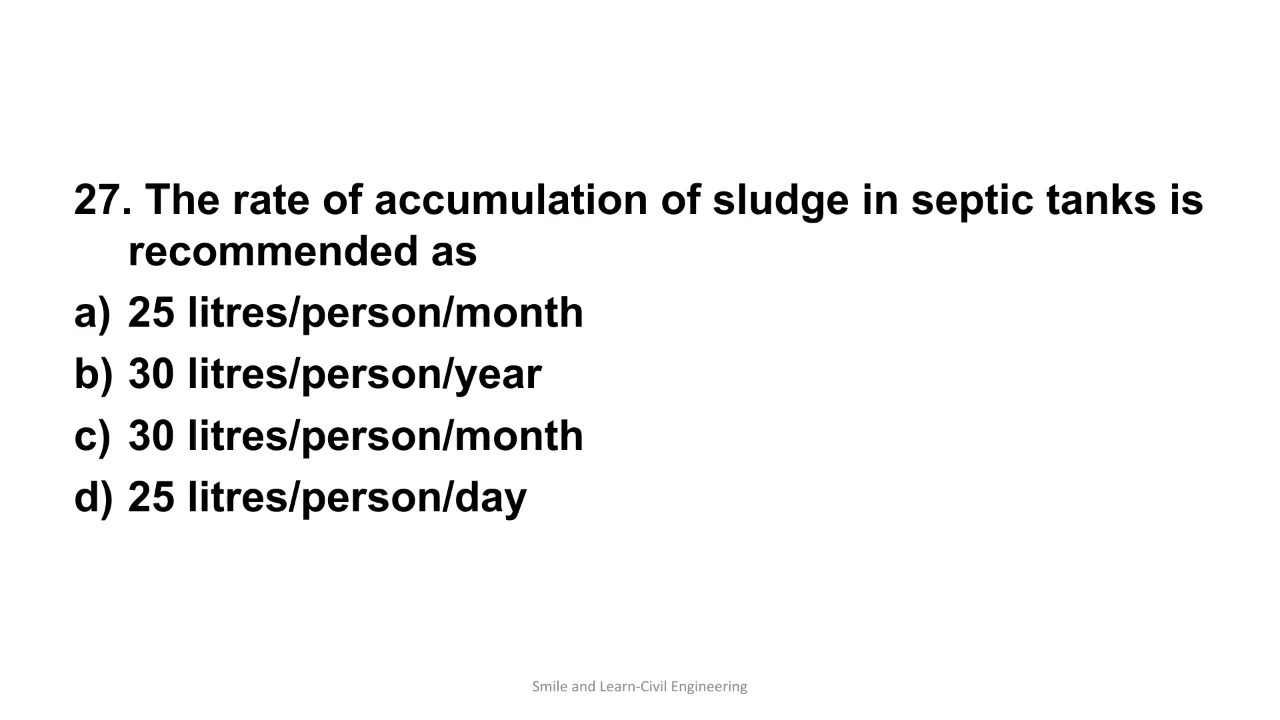 27. The rate of accumulation of sludge in septic tanks is
recommended as
a) 25 litres/person/month
b) 30 litres/person/year
c) 30 litres/person/month
d) 25 litres/person/day
Smile and Learn-Civil Engineering